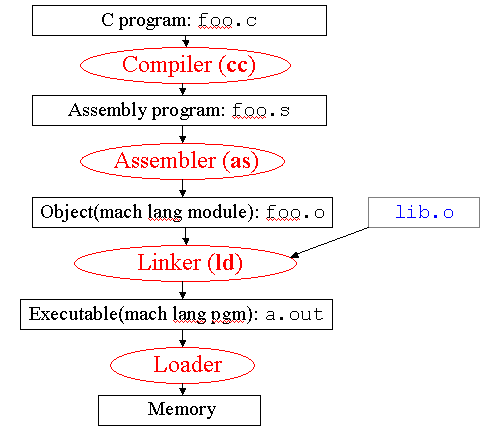 C program: foo.c
Compiler (cc)
Assembly program: foo.s
Assembler (as)
Object(mach lang module): foo.o
lib.o
Linker (ld)
Executable(mach lang pgm): a.out
Loader
Memory